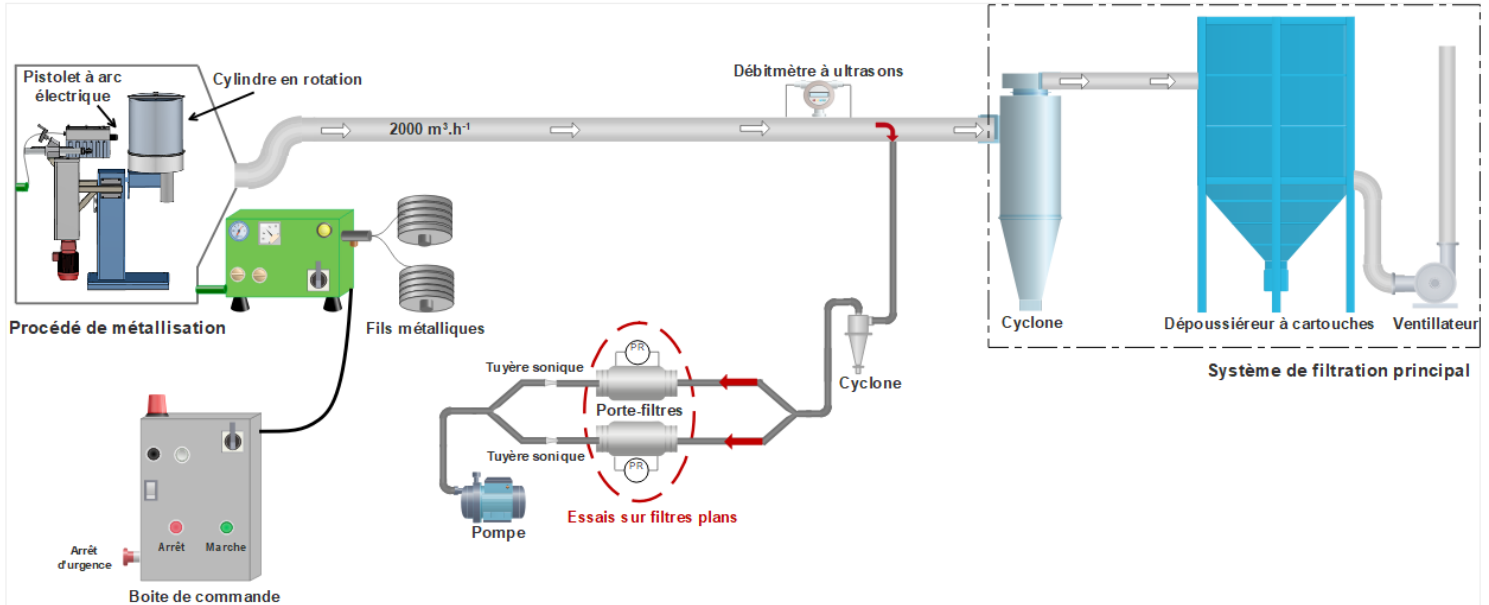 Pistolet à arc
électrique
Cylindre en rotation
2000 m³.h⁻¹
Débitmètre à ultrasons
Procédé de métallisation
Fils métalliques
Cyclone
Dépoussiéreur à cartouches
Ventillateur
Système de filtration principal
Tuyère sonique
PR
Porte-filtres
Cyclone
Tuyère sonique
PR
Pompe
Essais sur filtres plans
Arrêt
Marche
Arrêt
d'urgence
Boite de commande